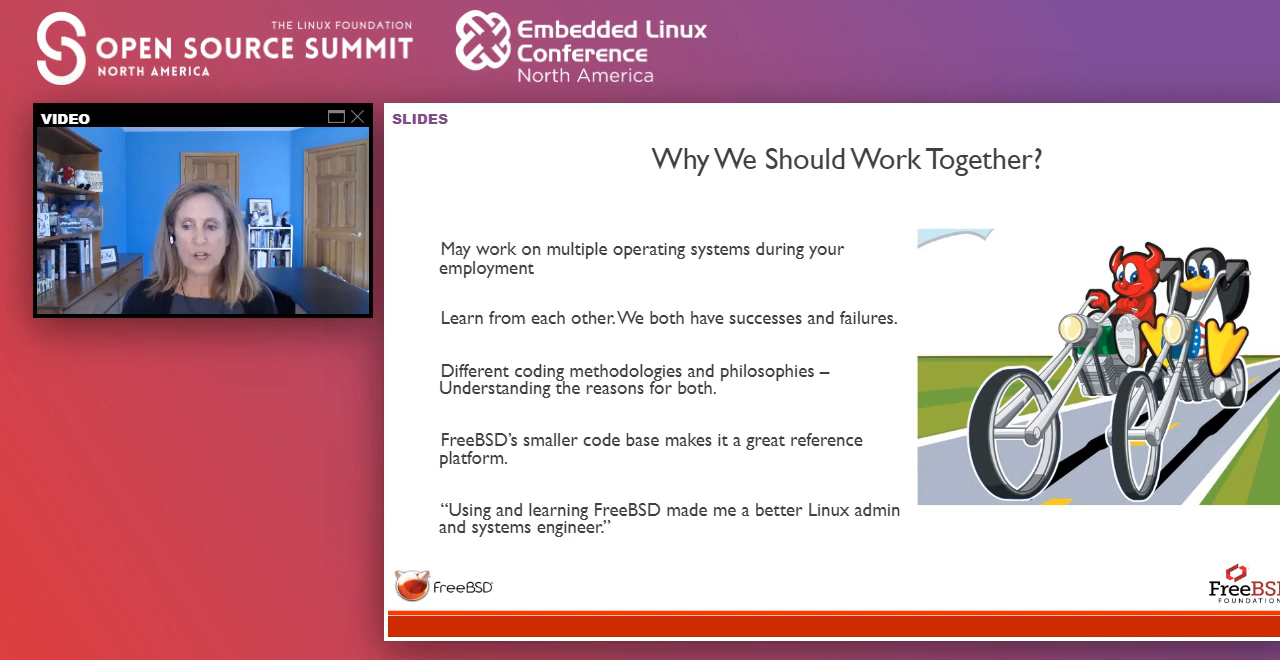 THE LINUX FOUNDATION
OPEN SOURCE SUMMIT
NORTH AMERICA
Embedded Linux
Conference
North America
VIDEO
SLIDES
Why We Should Work Together?
May work on multiple operating systems during your
employment
Learn from each other. We both have successes and failures.
Different coding methodologies and philosophies –
Understanding the reasons for both.
FreeBSD’s smaller code base makes it a great reference
platform.
“Using and learning FreeBSD made me a better Linux admin
and systems engineer.”
FreeBSD
FreeBSD
FOUNDATION